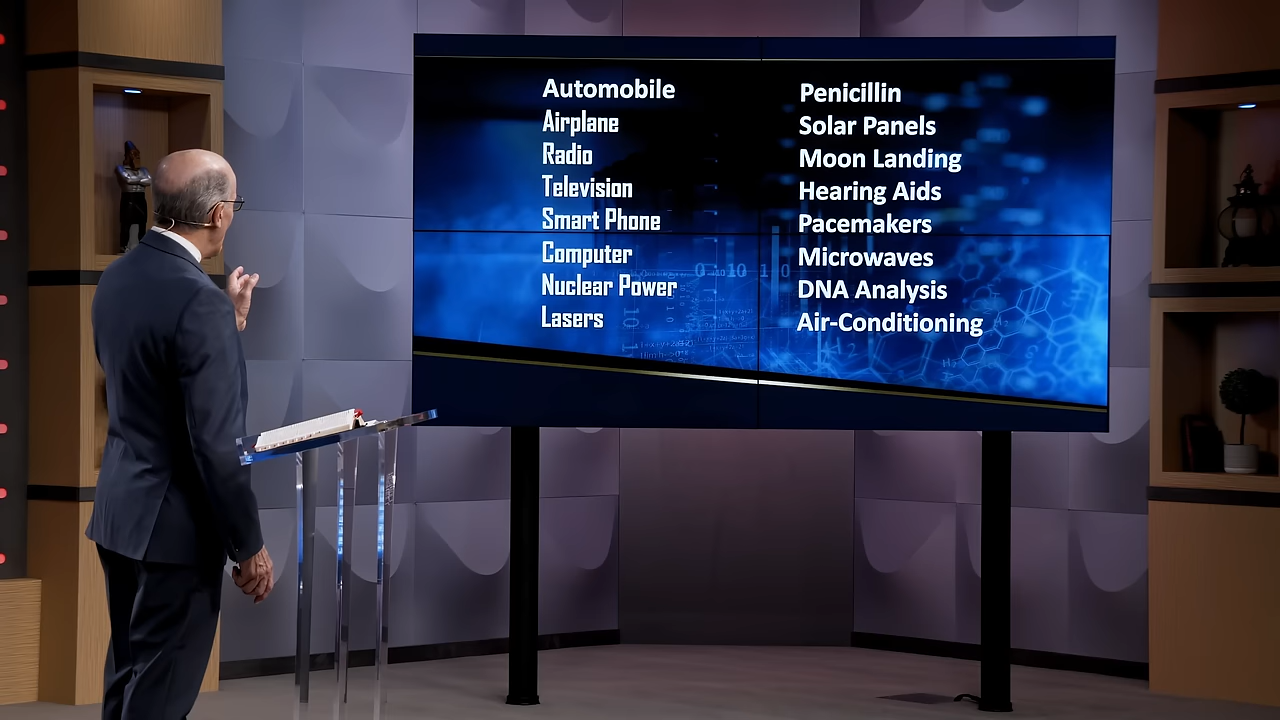 Automobile
Airplane
Radio
Television
Smart Phone
Computer
Nuclear Power
Lasers
Penicillin
Solar Panels
Moon Landing
Hearing Aids
Pacemakers
Microwaves
DNA Analysis
Air-Conditioning